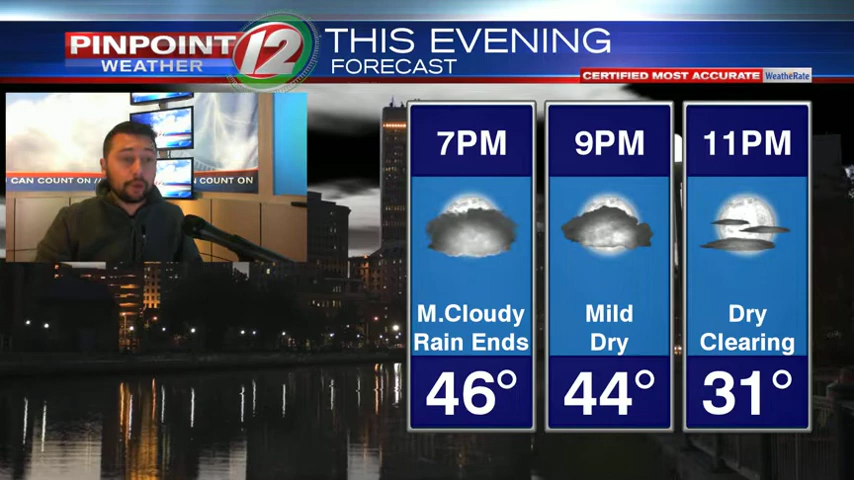 PINPOINT
WEATHER
12
THIS EVENING
FORECAST
CERTIFIED MOST ACCURATE WeatheRate
CAN COUNT ON
CAN COUNT ON
7PM
M.Cloudy
Rain Ends
46°
9PM
Mild
Dry
44°
11PM
Dry
Clearing
31°